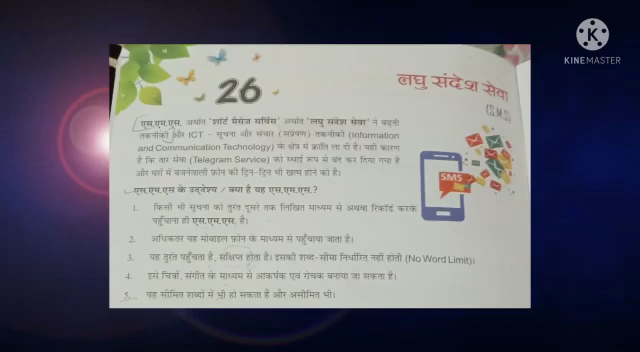 KINEMASTER
26
लघु संदेश सेवा
(S.M.S)
एस.एम.एस. अर्थात 'शॉर्ट मैसेज सर्विस' अर्थात 'लघु संदेश सेवा' ने बढ़ती
तकनीकी और ICT - सूचना और संचार (संप्रेषण) तकनीकी (Information
and Communication Technology) के क्षेत्र में क्रांति ला दी है। यही कारण
है कि तार सेवा (Telegram Service) को स्थाई रूप से बंद कर दिया गया है
और घरों में बजनेवाली फ़ोन की ट्रिन-ट्रिन भी खत्म होने को है।
एस.एम.एस के उद्देश्य / क्या है यह एस.एम.एस.?
SMS
1. किसी भी सूचना को तुरंत दूसरे तक लिखित माध्यम से अथवा रिकॉर्ड करके
पहुँचाना ही एस.एम.एस. है।
2. अधिकतर यह मोबाइल फ़ोन के माध्यम से पहुँचाया जाता है।
3. यह तुरंत पहुँचता है, संक्षिप्त होता है। इसकी शब्द-सीमा निर्धारित नहीं होती (No Word Limit)।
4. इसे चित्रों, संगीत के माध्यम से आकर्षक एवं रोचक बनाया जा सकता है।
5. यह सीमित शब्दों में भी हो सकता है और असीमित भी।